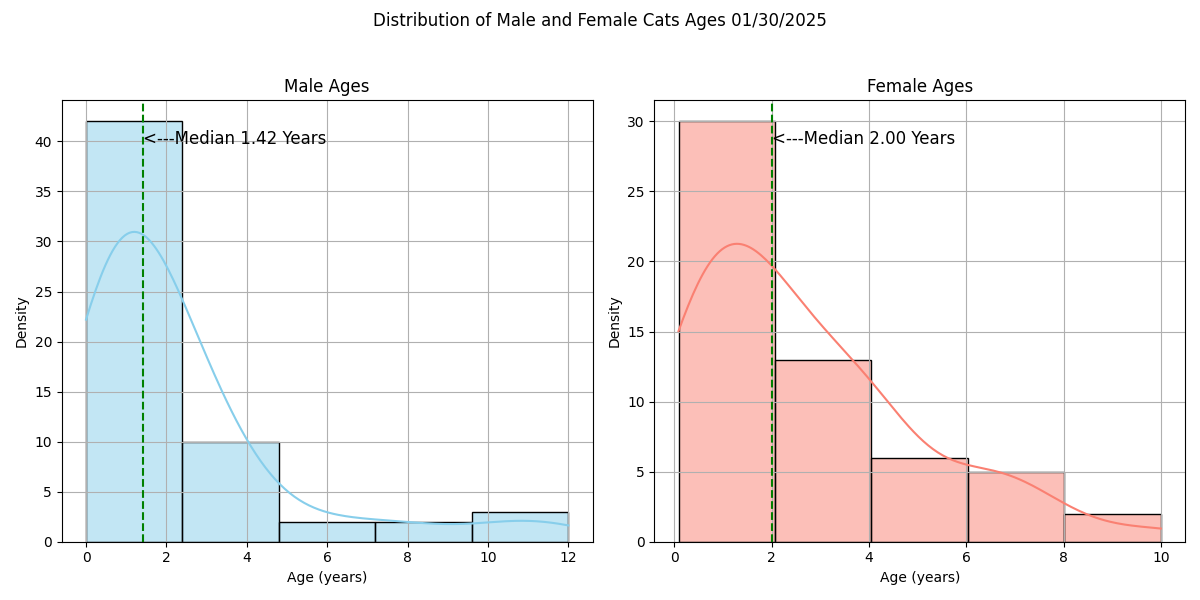 Distribution of Male and Female Cats Ages 01/30/2025
Male Ages
<---Median 1.42 Years
Density
40
35
30
25
20
15
10
5
0
0 2 4 6 8 10 12
Age (years)
Female Ages
<---Median 2.00 Years
Density
30
25
20
15
10
5
0
0 2 4 6 8 10
Age (years)